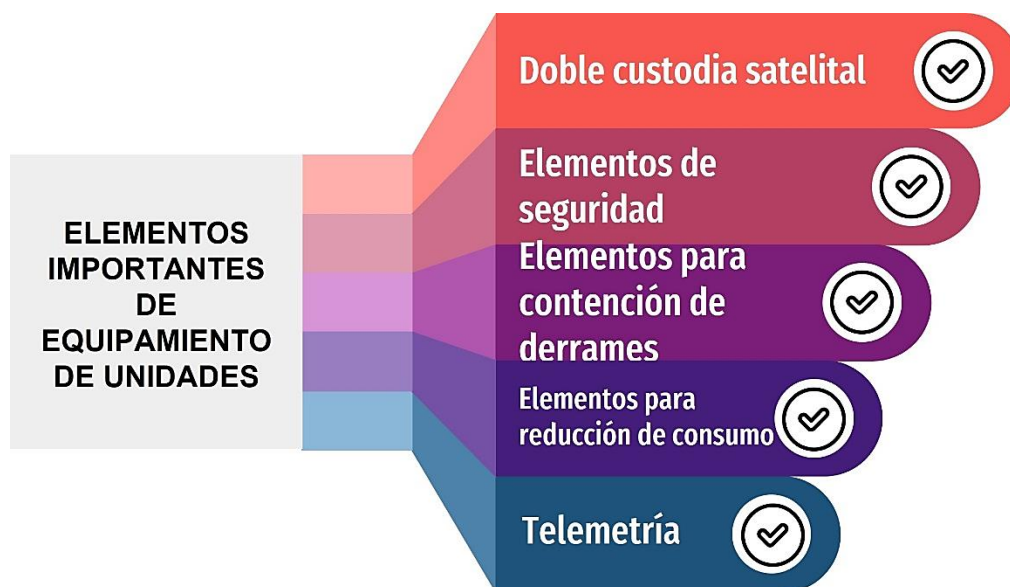 ELEMENTOS
IMPORTANTES
DE
EQUIPAMIENTO
DE UNIDADES
Doble custodia satelital
Elementos de
seguridad
Elementos para
contención de
derrames
Elementos para
reducción de consumo
Telemetría